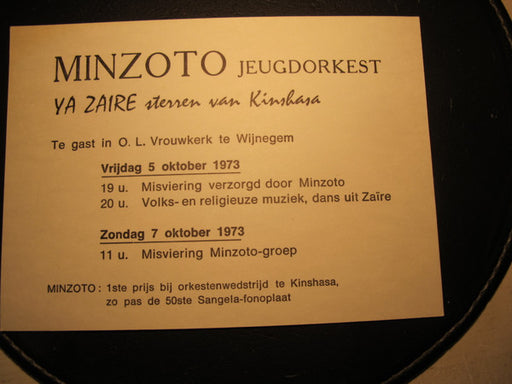 MINZOTO JEUGDORKEST
YA ZAIRE sterren van Kinshasa
Te gast in O. L. Vrouwkerk te Wijnegem
Vrijdag 5 oktober 1973
19 u. Misviering verzorgd door Minzoto
20 u. Volks- en religieuze muziek, dans uit Zaïre
Zondag 7 oktober 1973
11 u. Misviering Minzoto-groep
MINZOTO : 1ste prijs bij orkestenwedstrijd te Kinshasa,
zo pas de 50ste Sangela-fonoplaat